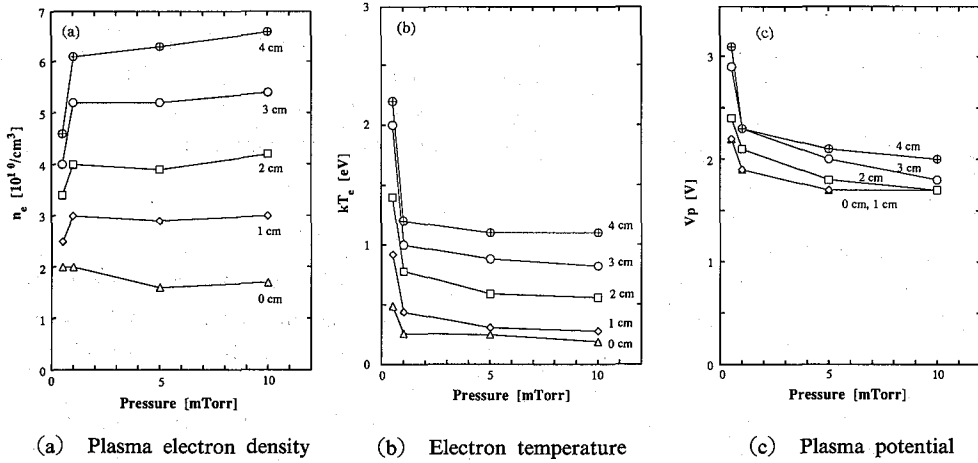 (a)
7
6
5
4
3
2
1
0
n_e [10^10/cm^3]
4 cm
3 cm
2 cm
1 cm
0 cm
0
5
10
Pressure [mTorr]
(a) Plasma electron density
(b)
3
2
1
0
kT_e [eV]
4 cm
3 cm
2 cm
1 cm
0 cm
0
5
10
Pressure [mTorr]
(b) Electron temperature
(c)
3
2
1
0
Vp [V]
4 cm
3 cm
2 cm
0 cm, 1 cm
0
5
10
Pressure [mTorr]
(c) Plasma potential